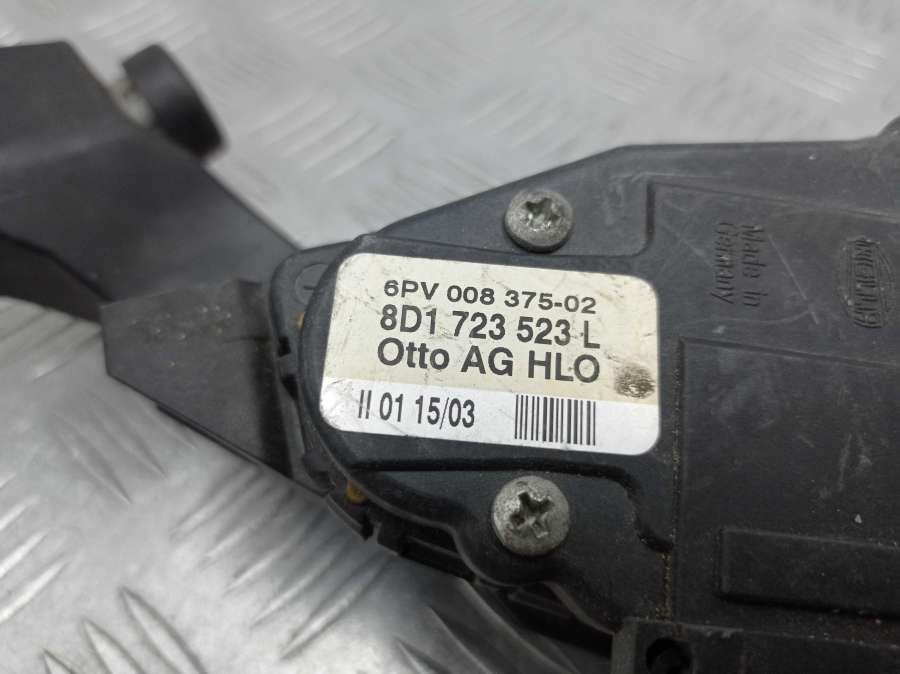 6PV 008 375-02
8D1 723 523 L
Otto AG HLO
II 01 15/03
Made in
Germany